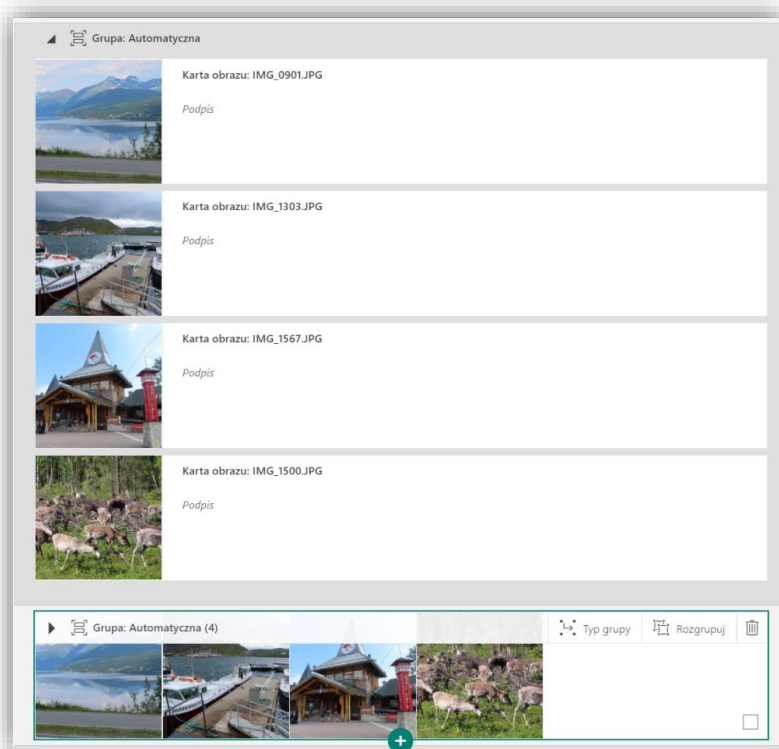 Grupa: Automatyczna
Karta obrazu: IMG_0901.JPG
Podpis
Karta obrazu: IMG_1303.JPG
Podpis
Karta obrazu: IMG_1567.JPG
Podpis
Karta obrazu: IMG_1500.JPG
Podpis
Grupa: Automatyczna (4) Typ grupy Rozgrupuj